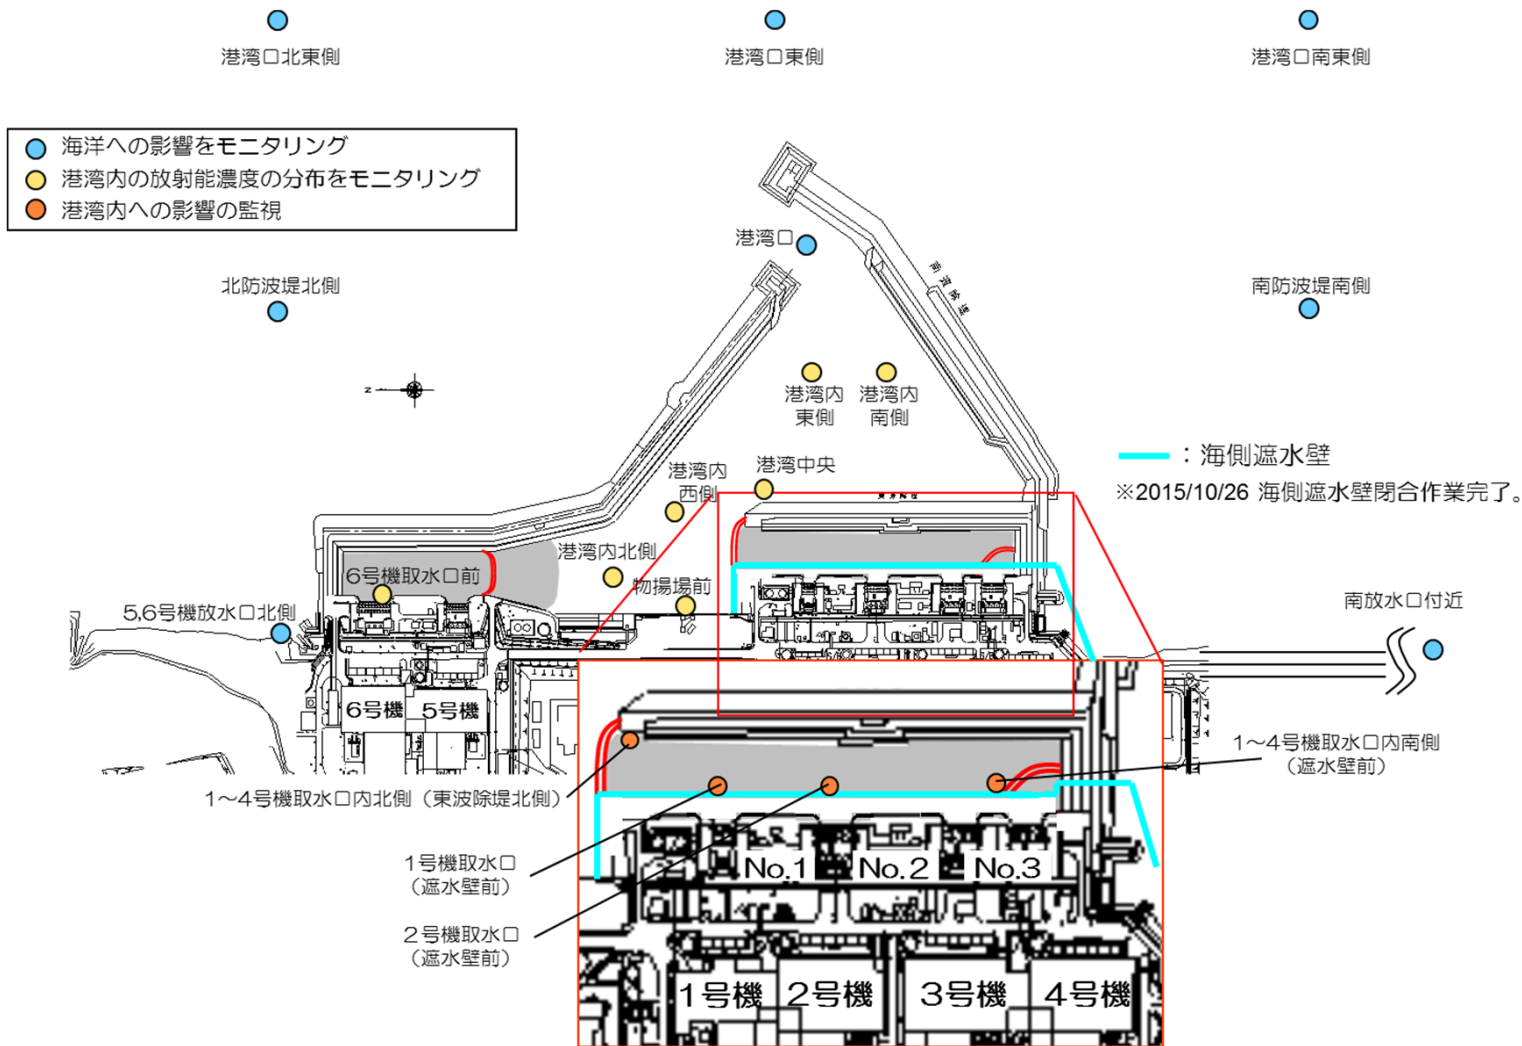 港湾口北東側
港湾口東側
港湾口南東側
海洋への影響をモニタリング
港湾内の放射能濃度の分布をモニタリング
港湾内への影響の監視
港湾口
南防波堤
北防波堤北側
南防波堤南側
N
港湾内
東側
港湾内
南側
：海側遮水壁
※2015/10/26 海側遮水壁閉合作業完了。
港湾中央
港湾内
西側
港湾内北側
6号機取水口前
物揚場前
5,6号機放水口北側
南放水口付近
6号機
5号機
1～4号機取水口内南側
（遮水壁前）
1～4号機取水口内北側（東波除堤北側）
1号機取水口
（遮水壁前）
No.1
No.2
No.3
2号機取水口
（遮水壁前）
1号機
2号機
3号機
4号機